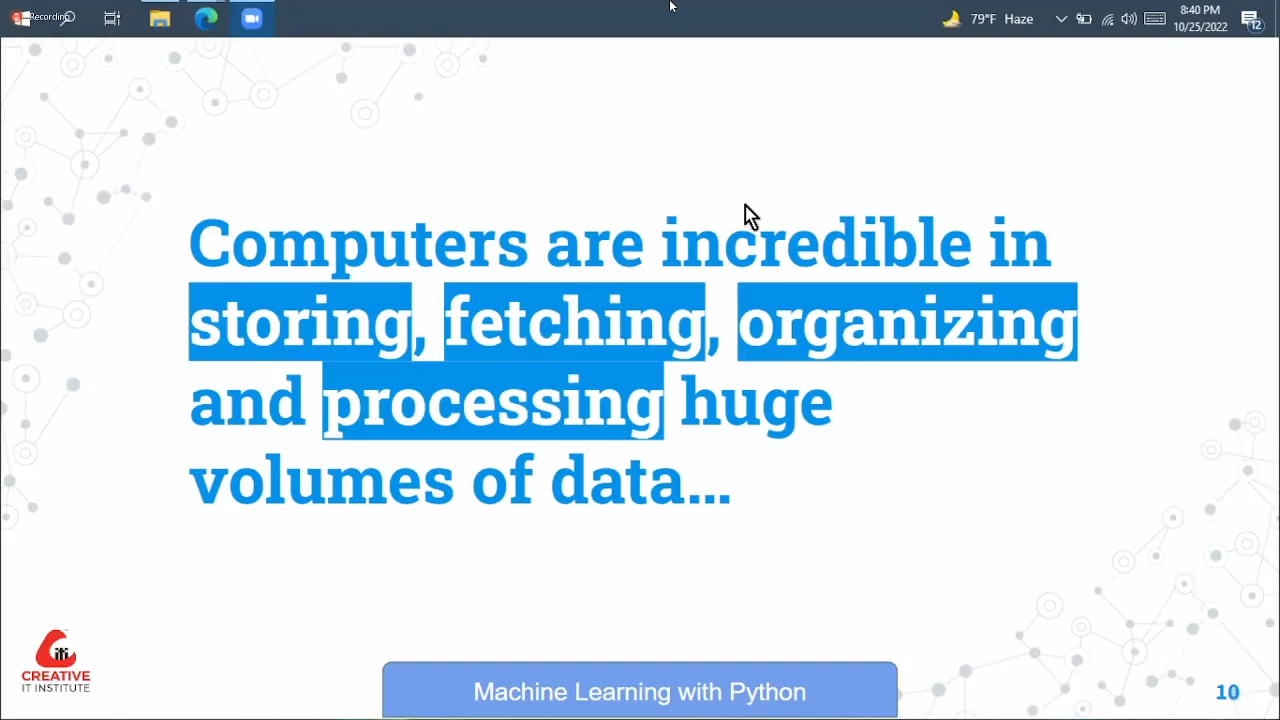 Recording
79°F Haze
8:40 PM
10/25/2022
12
Computers are incredible in
storing, fetching, organizing
and processing huge
volumes of data...
CREATIVE
IT INSTITUTE
Machine Learning with Python
10